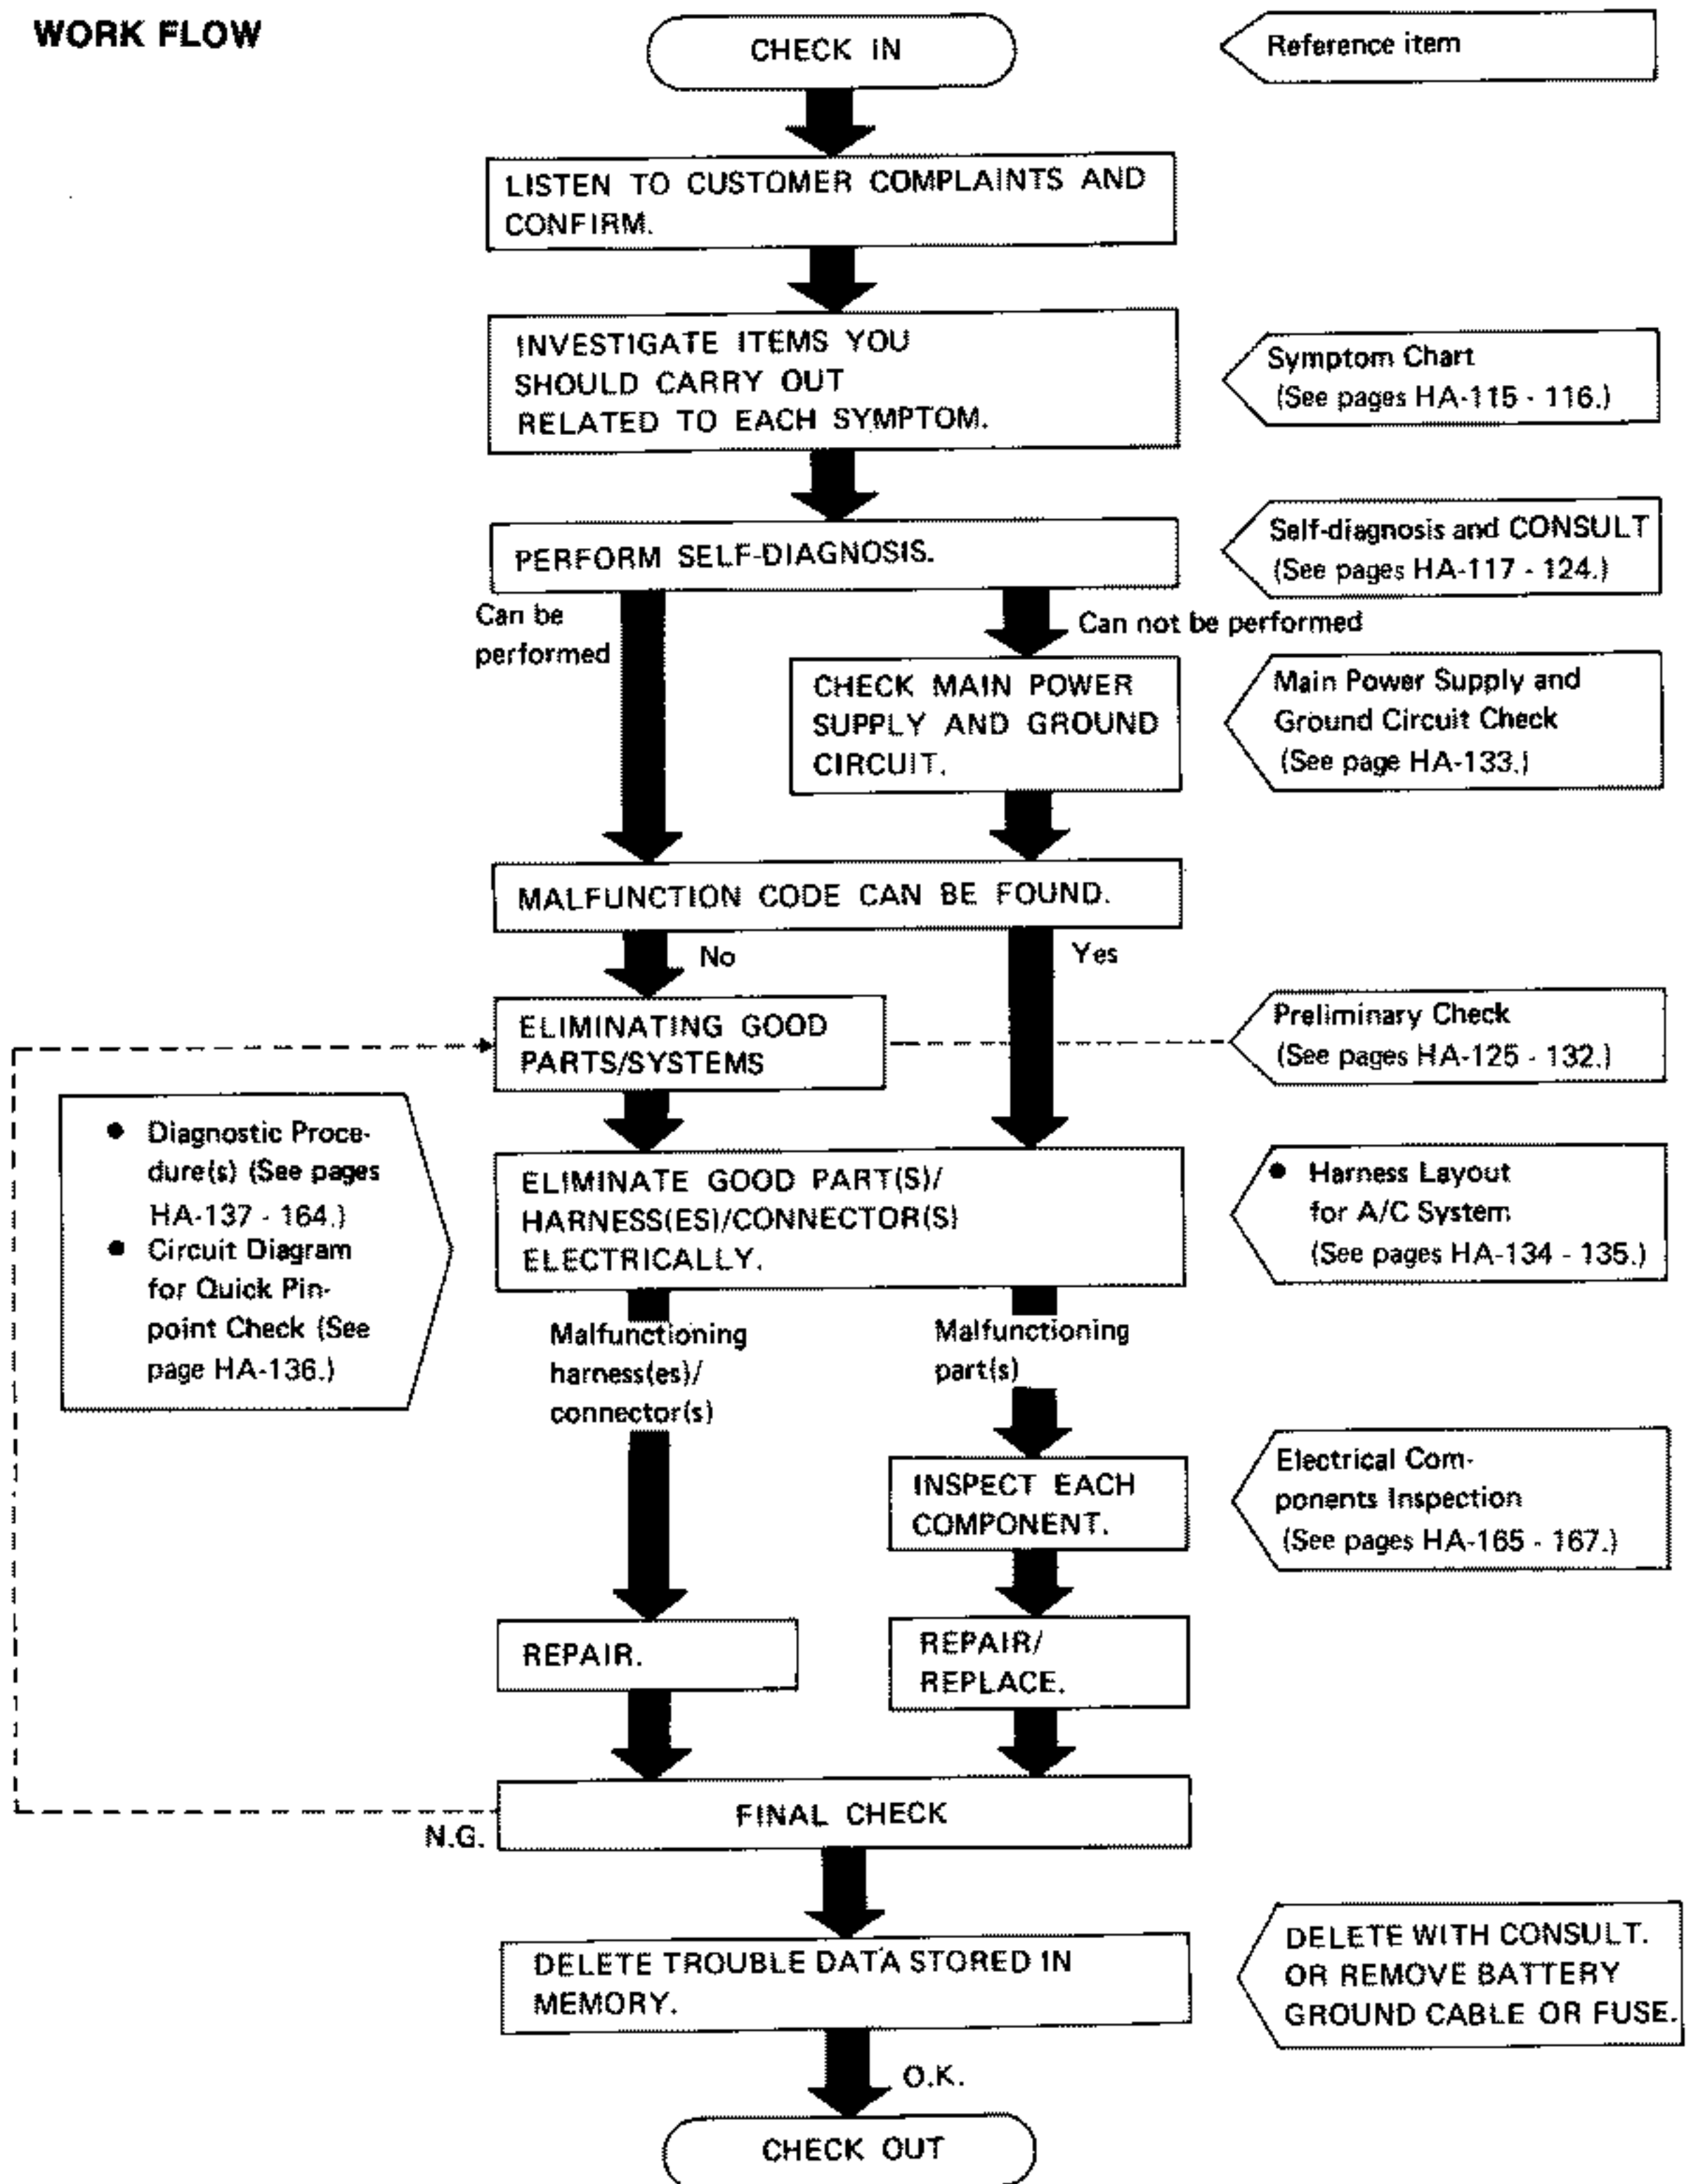 WORK FLOW
CHECK IN
Reference item
LISTEN TO CUSTOMER COMPLAINTS AND
CONFIRM.
INVESTIGATE ITEMS YOU
SHOULD CARRY OUT
RELATED TO EACH SYMPTOM.
Symptom Chart
(See pages HA-115 - 116.)
PERFORM SELF-DIAGNOSIS.
Self-diagnosis and CONSULT
(See pages HA-117 - 124.)
Can be
performed
Can not be performed
CHECK MAIN POWER
SUPPLY AND GROUND
CIRCUIT.
Main Power Supply and
Ground Circuit Check
(See page HA-133.)
MALFUNCTION CODE CAN BE FOUND.
No
Yes
ELIMINATING GOOD
PARTS/SYSTEMS
Preliminary Check
(See pages HA-125 - 132.)
● Diagnostic Proce-
dure(s) (See pages
HA-137 - 164.)
● Circuit Diagram
for Quick Pin-
point Check (See
page HA-136.)
ELIMINATE GOOD PART(S)/
HARNESS(ES)/CONNECTOR(S)
ELECTRICALLY.
● Harness Layout
for A/C System
(See pages HA-134 - 135.)
Malfunctioning
harness(es)/
connector(s)
Malfunctioning
part(s)
INSPECT EACH
COMPONENT.
Electrical Com-
ponents Inspection
(See pages HA-165 - 167.)
REPAIR.
REPAIR/
REPLACE.
FINAL CHECK
N.G.
DELETE TROUBLE DATA STORED IN
MEMORY.
DELETE WITH CONSULT.
OR REMOVE BATTERY
GROUND CABLE OR FUSE.
O.K.
CHECK OUT